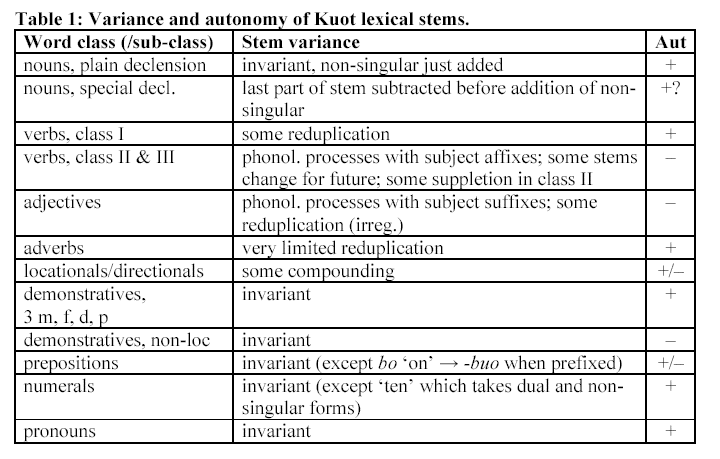 Table 1: Variance and autonomy of Kuot lexical stems.
Word class (/sub-class) Stem variance Aut
nouns, plain declension invariant, non-singular just added +
nouns, special decl. last part of stem subtracted before addition of non- +?
singular
verbs, class I some reduplication +
verbs, class II & III phonol. processes with subject affixes; some stems –
change for future; some suppletion in class II
adjectives phonol. processes with subject suffixes; some –
reduplication (irreg.)
adverbs very limited reduplication +
locationals/directionals some compounding +/–
demonstratives, invariant +
3 m, f, d, p
demonstratives, non-loc invariant –
prepositions invariant (except bo ‘on’ → -buo when prefixed) +/–
numerals invariant (except ‘ten’ which takes dual and non- +
singular forms)
pronouns invariant +